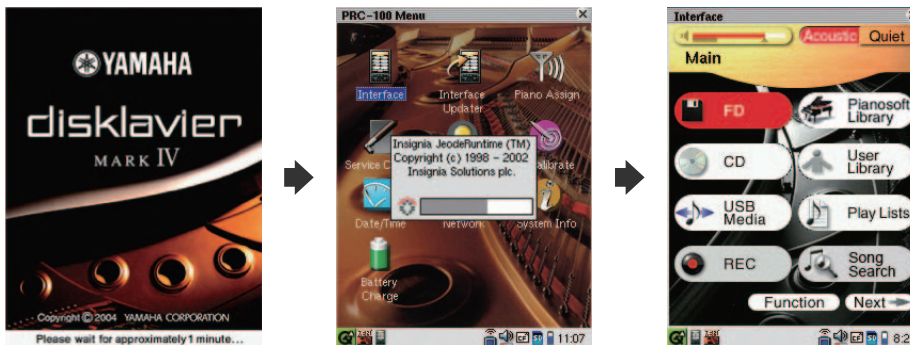 YAMAHA
disklavier
MARK IV
Copyright © 2004 YAMAHA CORPORATION
Please wait for approximately 1 minute...
PRC-100 Menu
Interface
Interface
Updater
Piano Assign
Insignia JeodeRuntime (TM)
Copyright (c) 1998 - 2002
Insignia Solutions plc.
Service
Date/Time
Network
System Info
Battery
Charge
11:07
Interface
Acoustic
Quiet
Main
FD
Pianosoft
Library
CD
User
Library
USB
Media
Play Lists
REC
Song
Search
Function
Next